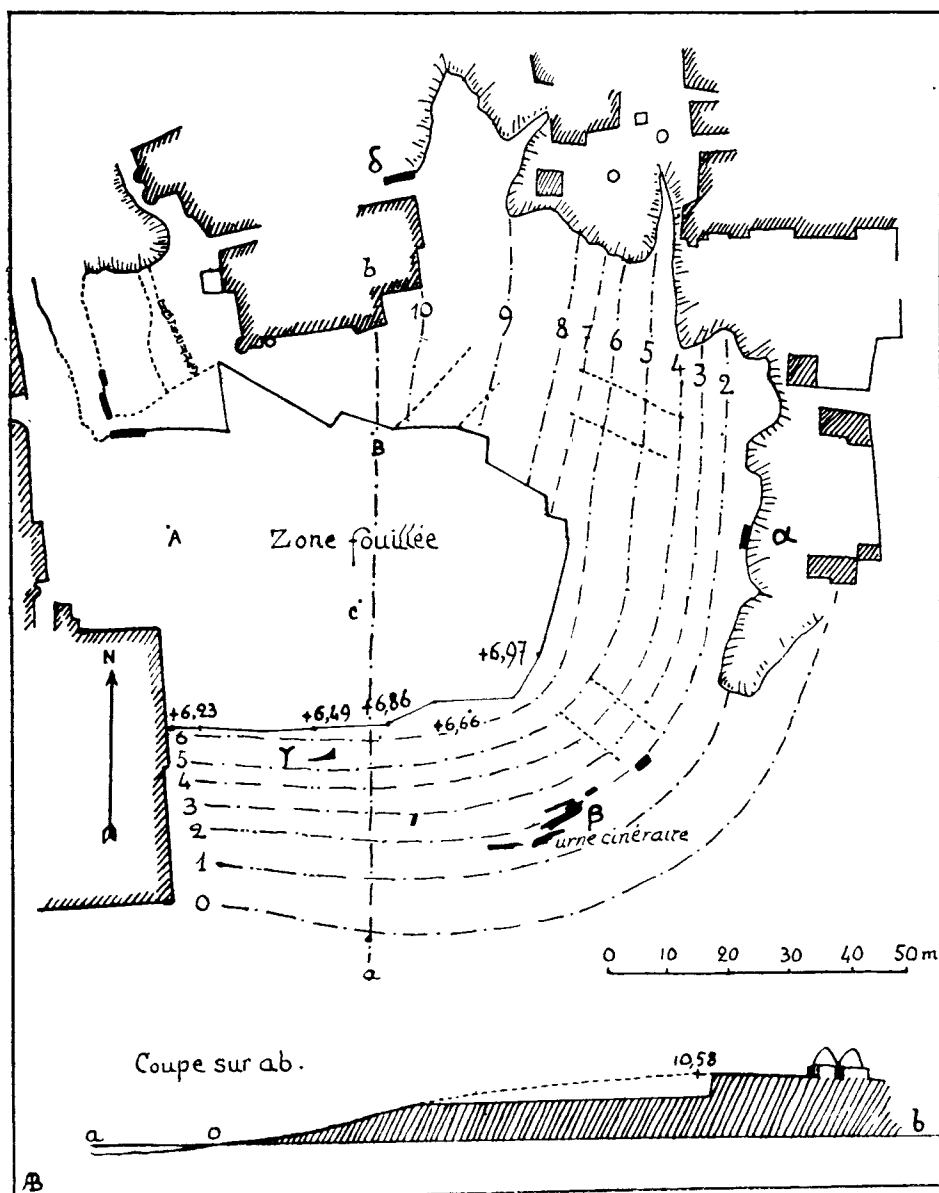 δ
b
10
9
8
7
6
5
4
3
2
B
A
Zone fouillée
α
c
N
+6,97
+6,23
+6,49
+6,86
+6,66
6
γ
5
4
3
2
β
urne cinéraire
1
0
a
0 10 20 30 40 50 m
Coupe sur ab.
10,58
a
0
b
AB